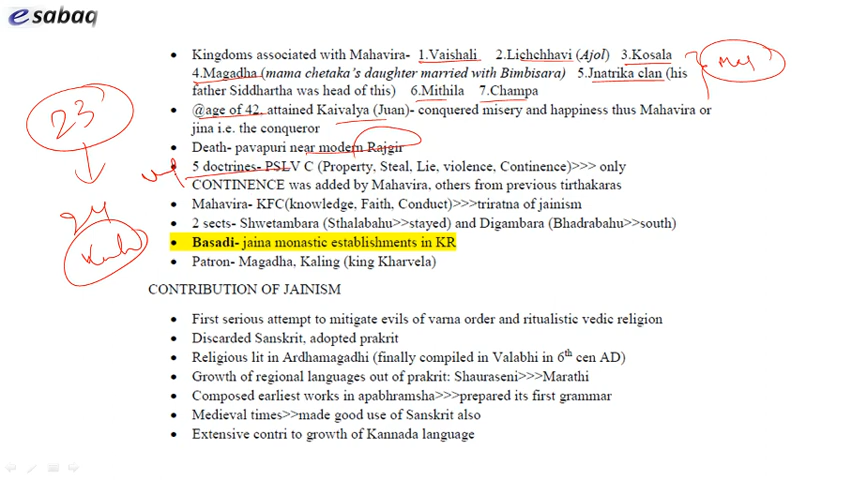 esabaq
• Kingdoms associated with Mahavira- 1.Vaishali 2.Lichchhavi (Ajol) 3.Kosala
4.Magadha (mama chetaka's daughter married with Bimbisara) 5.Jnatrika clan (his
father Siddhartha was head of this) 6.Mithila 7.Champa
• @age of 42, attained Kaivalya (Juan)- conquered misery and happiness thus Mahavira or
jina i.e. the conqueror
• Death- pavapuri near modern Rajgir
• 5 doctrines- PSLV C (Property, Steal, Lie, violence, Continence)>>> only
CONTINENCE was added by Mahavira, others from previous tirthakaras
• Mahavira- KFC(knowledge, Faith, Conduct)>>>triratna of jainism
• 2 sects- Shwetambara (Sthalabahu>>stayed) and Digambara (Bhadrabahu>>south)
• Basadi- jaina monastic establishments in KR
• Patron- Magadha, Kaling (king Kharvela)
23
24
CONTRIBUTION OF JAINISM
• First serious attempt to mitigate evils of varna order and ritualistic vedic religion
• Discarded Sanskrit, adopted prakrit
• Religious lit in Ardhamagadhi (finally compiled in Valabhi in 6th cen AD)
• Growth of regional languages out of prakrit: Shauraseni>>>Marathi
• Composed earliest works in apabhramsha>>>prepared its first grammar
• Medieval times>>made good use of Sanskrit also
• Extensive contri to growth of Kannada language